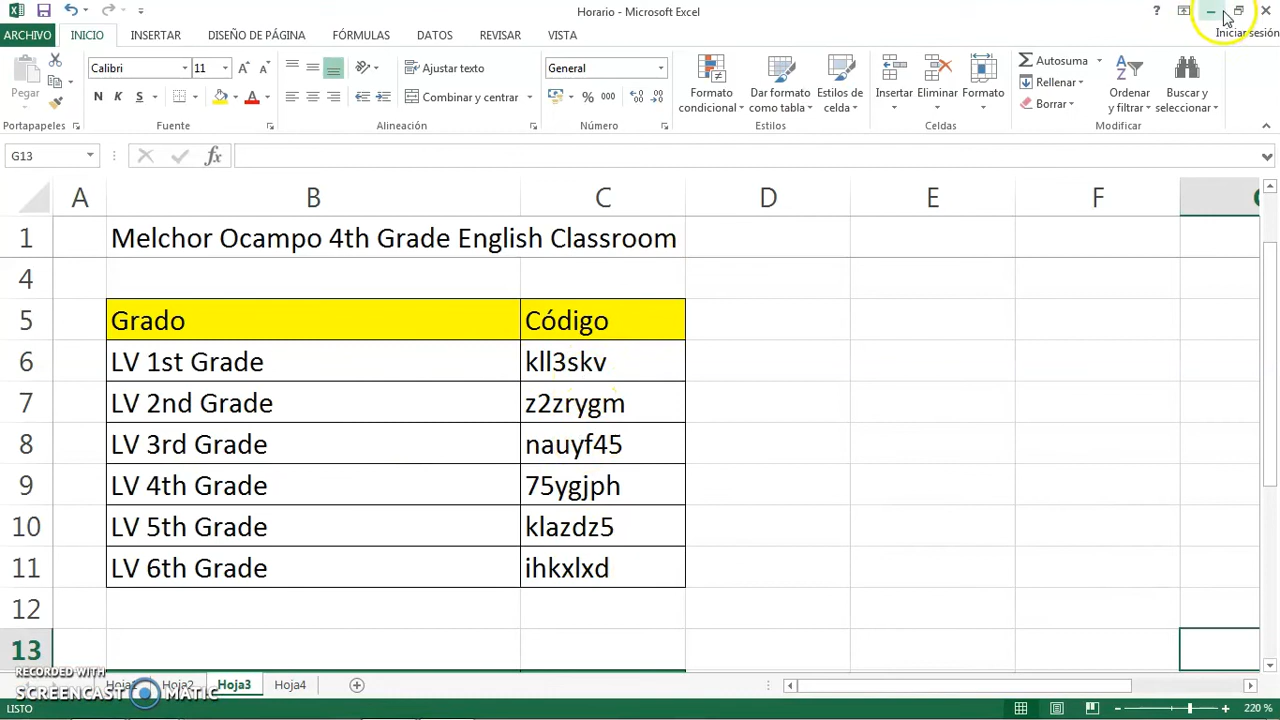 Horario - Microsoft Excel
?
Iniciar sesión
ARCHIVO INICIO INSERTAR DISEÑO DE PÁGINA FÓRMULAS DATOS REVISAR VISTA
Pegar
Calibri 11
N K S
Ajustar texto
Combinar y centrar
General
% 000
Formato condicional
Dar formato como tabla
Estilos de celda
Insertar Eliminar Formato
Autosuma
Rellenar
Borrar
Ordenar y filtrar
Buscar y seleccionar
Portapapeles Fuente Alineación Número Estilos Celdas Modificar
G13
fx
A B C D E F
1 Melchor Ocampo 4th Grade English Classroom
4
5 Grado Código
6 LV 1st Grade kll3skv
7 LV 2nd Grade z2zrygm
8 LV 3rd Grade nauyf45
9 LV 4th Grade 75ygjph
10 LV 5th Grade klazdz5
11 LV 6th Grade ihkxlxd
12
13
RECORDED WITH
SCREENCAST MATIC
Hoja2 Hoja3 Hoja4
LISTO
220 %